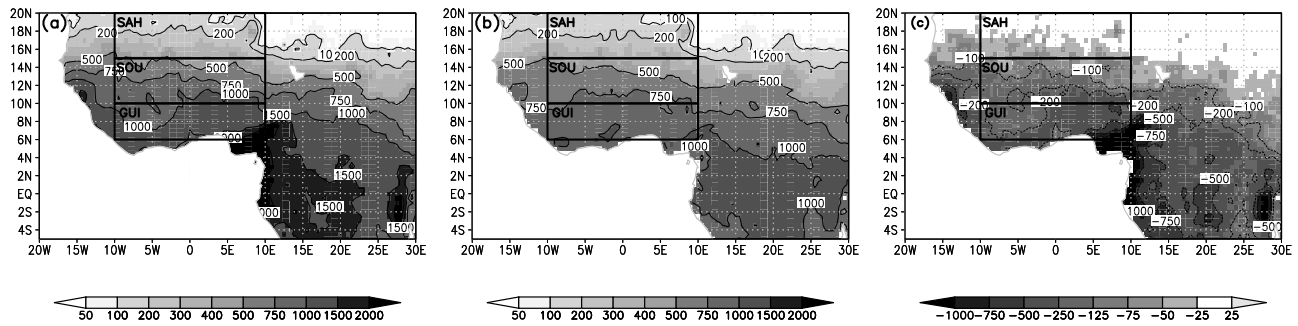 (a)
SAH
SOU
GUI
20N
18N
16N
14N
12N
10N
8N
6N
4N
2N
EQ
2S
4S
200
200
10 200
500
500
500
750
750
750
1000
1000
1000
1000
500
1500
1500
1500
000
20W 15W 10W 5W 0 5E 10E 15E 20E 25E 30E
50 100 200 300 400 500 750 1000 1500 2000
(b)
SAH
SOU
GUI
20N
18N
16N
14N
12N
10N
8N
6N
4N
2N
EQ
2S
4S
100
200
10 200
500
500
500
750
750
750
1000
1000
1000
20W 15W 10W 5W 0 5E 10E 15E 20E 25E 30E
50 100 200 300 400 500 750 1000 1500 2000
(c)
SAH
SOU
GUI
20N
18N
16N
14N
12N
10N
8N
6N
4N
2N
EQ
2S
4S
-100
-100
-100
-200
-200
-200
-200
-500
-750
-500
1000
-750
-500
20W 15W 10W 5W 0 5E 10E 15E 20E 25E 30E
-1000 -750 -500 -250 -125 -75 -50 -25 25